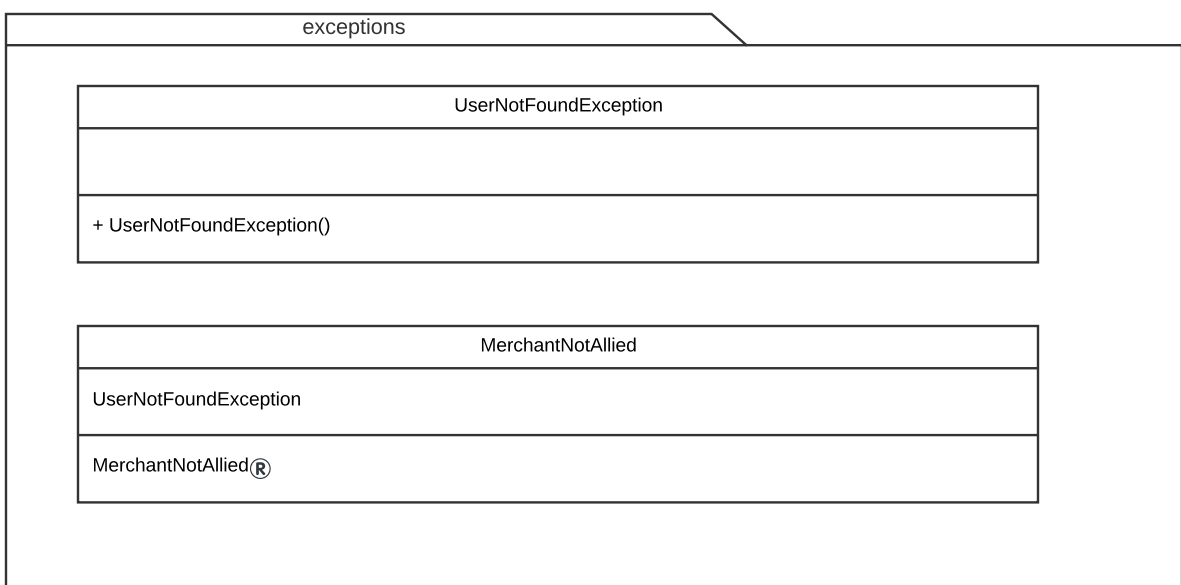 exceptions
UserNotFoundException
+ UserNotFoundException()
MerchantNotAllied
UserNotFoundException
MerchantNotAllied®